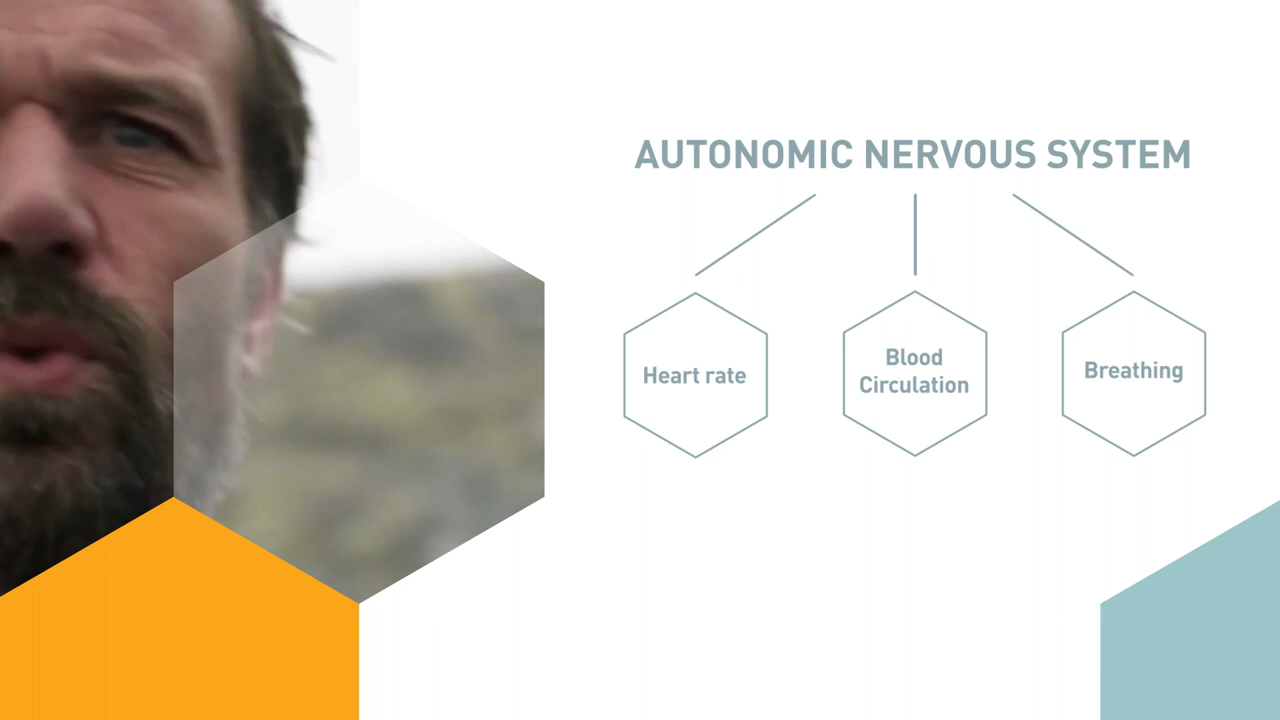 AUTONOMIC NERVOUS SYSTEM
Heart rate
Blood
Circulation
Breathing